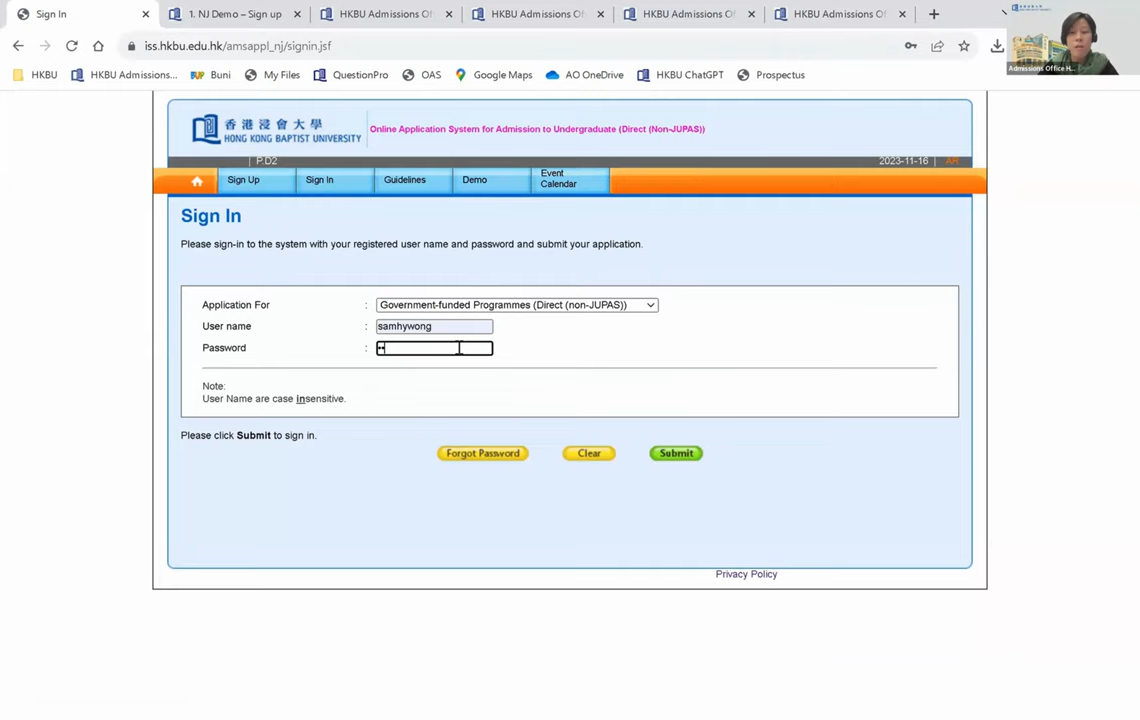 Sign In
1. NJ Demo – Sign up
HKBU Admissions Of
HKBU Admissions Of
HKBU Admissions Of
HKBU Admissions Of
iss.hkbu.edu.hk/amsappl_nj/signin.jsf
HKBU
HKBU Admissions...
Buni
My Files
QuestionPro
OAS
Google Maps
AO OneDrive
HKBU ChatGPT
Prospectus
Admissions Office H...
香港浸會大學
HONG KONG BAPTIST UNIVERSITY
Online Application System for Admission to Undergraduate (Direct (Non-JUPAS))
| P.D2
2023-11-16 | AR
Sign Up
Sign In
Guidelines
Demo
Event
Calendar
Sign In
Please sign-in to the system with your registered user name and password and submit your application.
Application For : Government-funded Programmes (Direct (non-JUPAS))
User name : samhywong
Password : ••
Note:
User Name are case insensitive.
Please click Submit to sign in.
Forgot Password
Clear
Submit
Privacy Policy